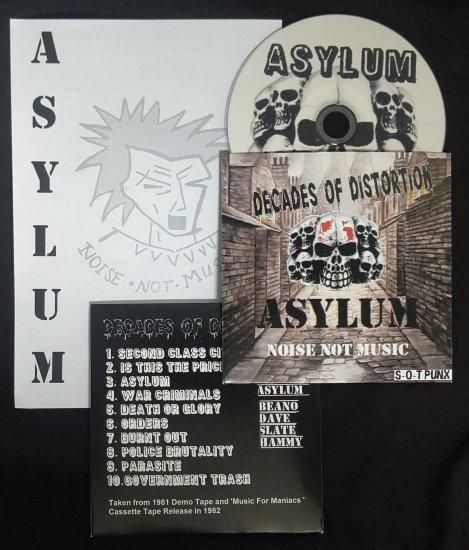 ASYLUM
NOISE · NOT ·
ASYLUM
DECADES OF DISTORTION
ASYLUM
NOISE NOT MUSIC
S-O-T PUNX
DECADES OF
1. SECOND CLASS
2. IS THIS THE
3. ASYLUM
4. WAR CRIMINALS
5. DEATH OR GLORY
6. ORDERS
7. BURNT OUT
8. POLICE BRUTALITY
9. PARASITE
10. GOVERNMENT TRASH
ASYLUM
BEANO
DAVE
SLATE
HAMMY
Taken from 1981 Demo Tape and 'Music For Maniacs '
Cassette Tape Release in 1982